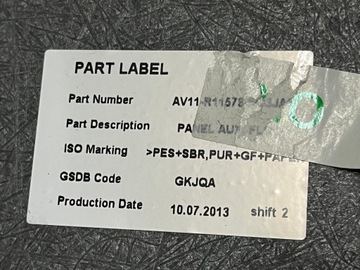 PART LABEL
Part Number AV11-R11578
Part Description PANEL
ISO Marking >PES+SBR,PUR+GF+PAPER
GSDB Code GKJQA
Production Date 10.07.2013 shift 2